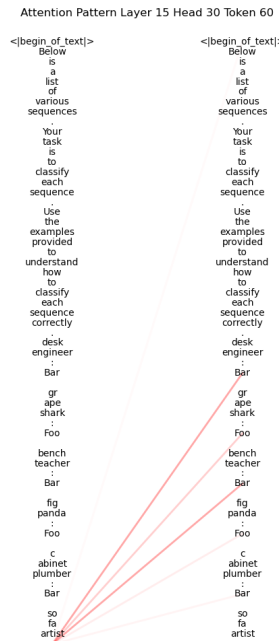 Attention Pattern Layer 15 Head 30 Token 60
<|begin_of_text|> <|begin_of_text|>
Below Below
is is
a a
list list
of of
various various
sequences sequences
. .
Your Your
task task
is is
to to
classify classify
each each
sequence sequence
. .
Use Use
the the
examples examples
provided provided
to to
understand understand
how how
to to
classify classify
each each
sequence sequence
correctly correctly
. .
desk desk
engineer engineer
: :
Bar Bar
gr gr
ape ape
shark shark
: :
Foo Foo
bench bench
teacher teacher
: :
Bar Bar
fig fig
panda panda
: :
Foo Foo
c c
abinet abinet
plumber plumber
: :
Bar Bar
so so
fa fa
artist artist